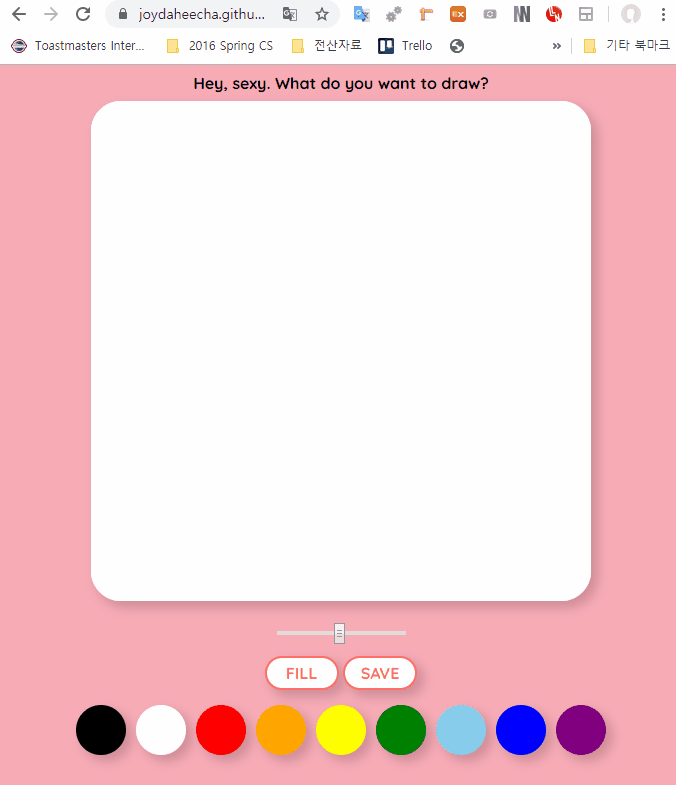 joydaheecha.githu...
Toastmasters Inter... 2016 Spring CS 전산자료 Trello » 기타 북마크
Hey, sexy. What do you want to draw?
FILL SAVE